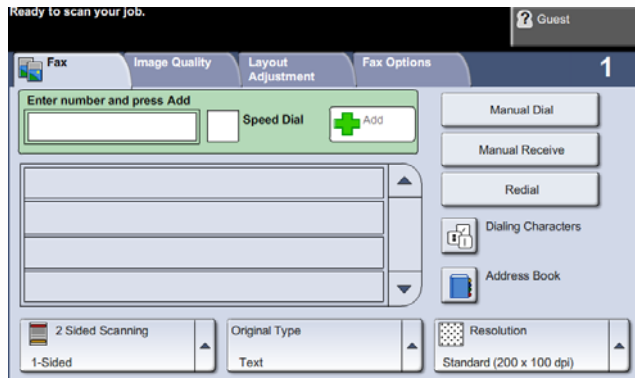 Ready to scan your job.
Guest
Fax
Image Quality
Layout
Adjustment
Fax Options
1
Enter number and press Add
Speed Dial
Add
Manual Dial
Manual Receive
Redial
Dialing Characters
Address Book
2 Sided Scanning
1-Sided
Original Type
Text
Resolution
Standard (200 x 100 dpi)